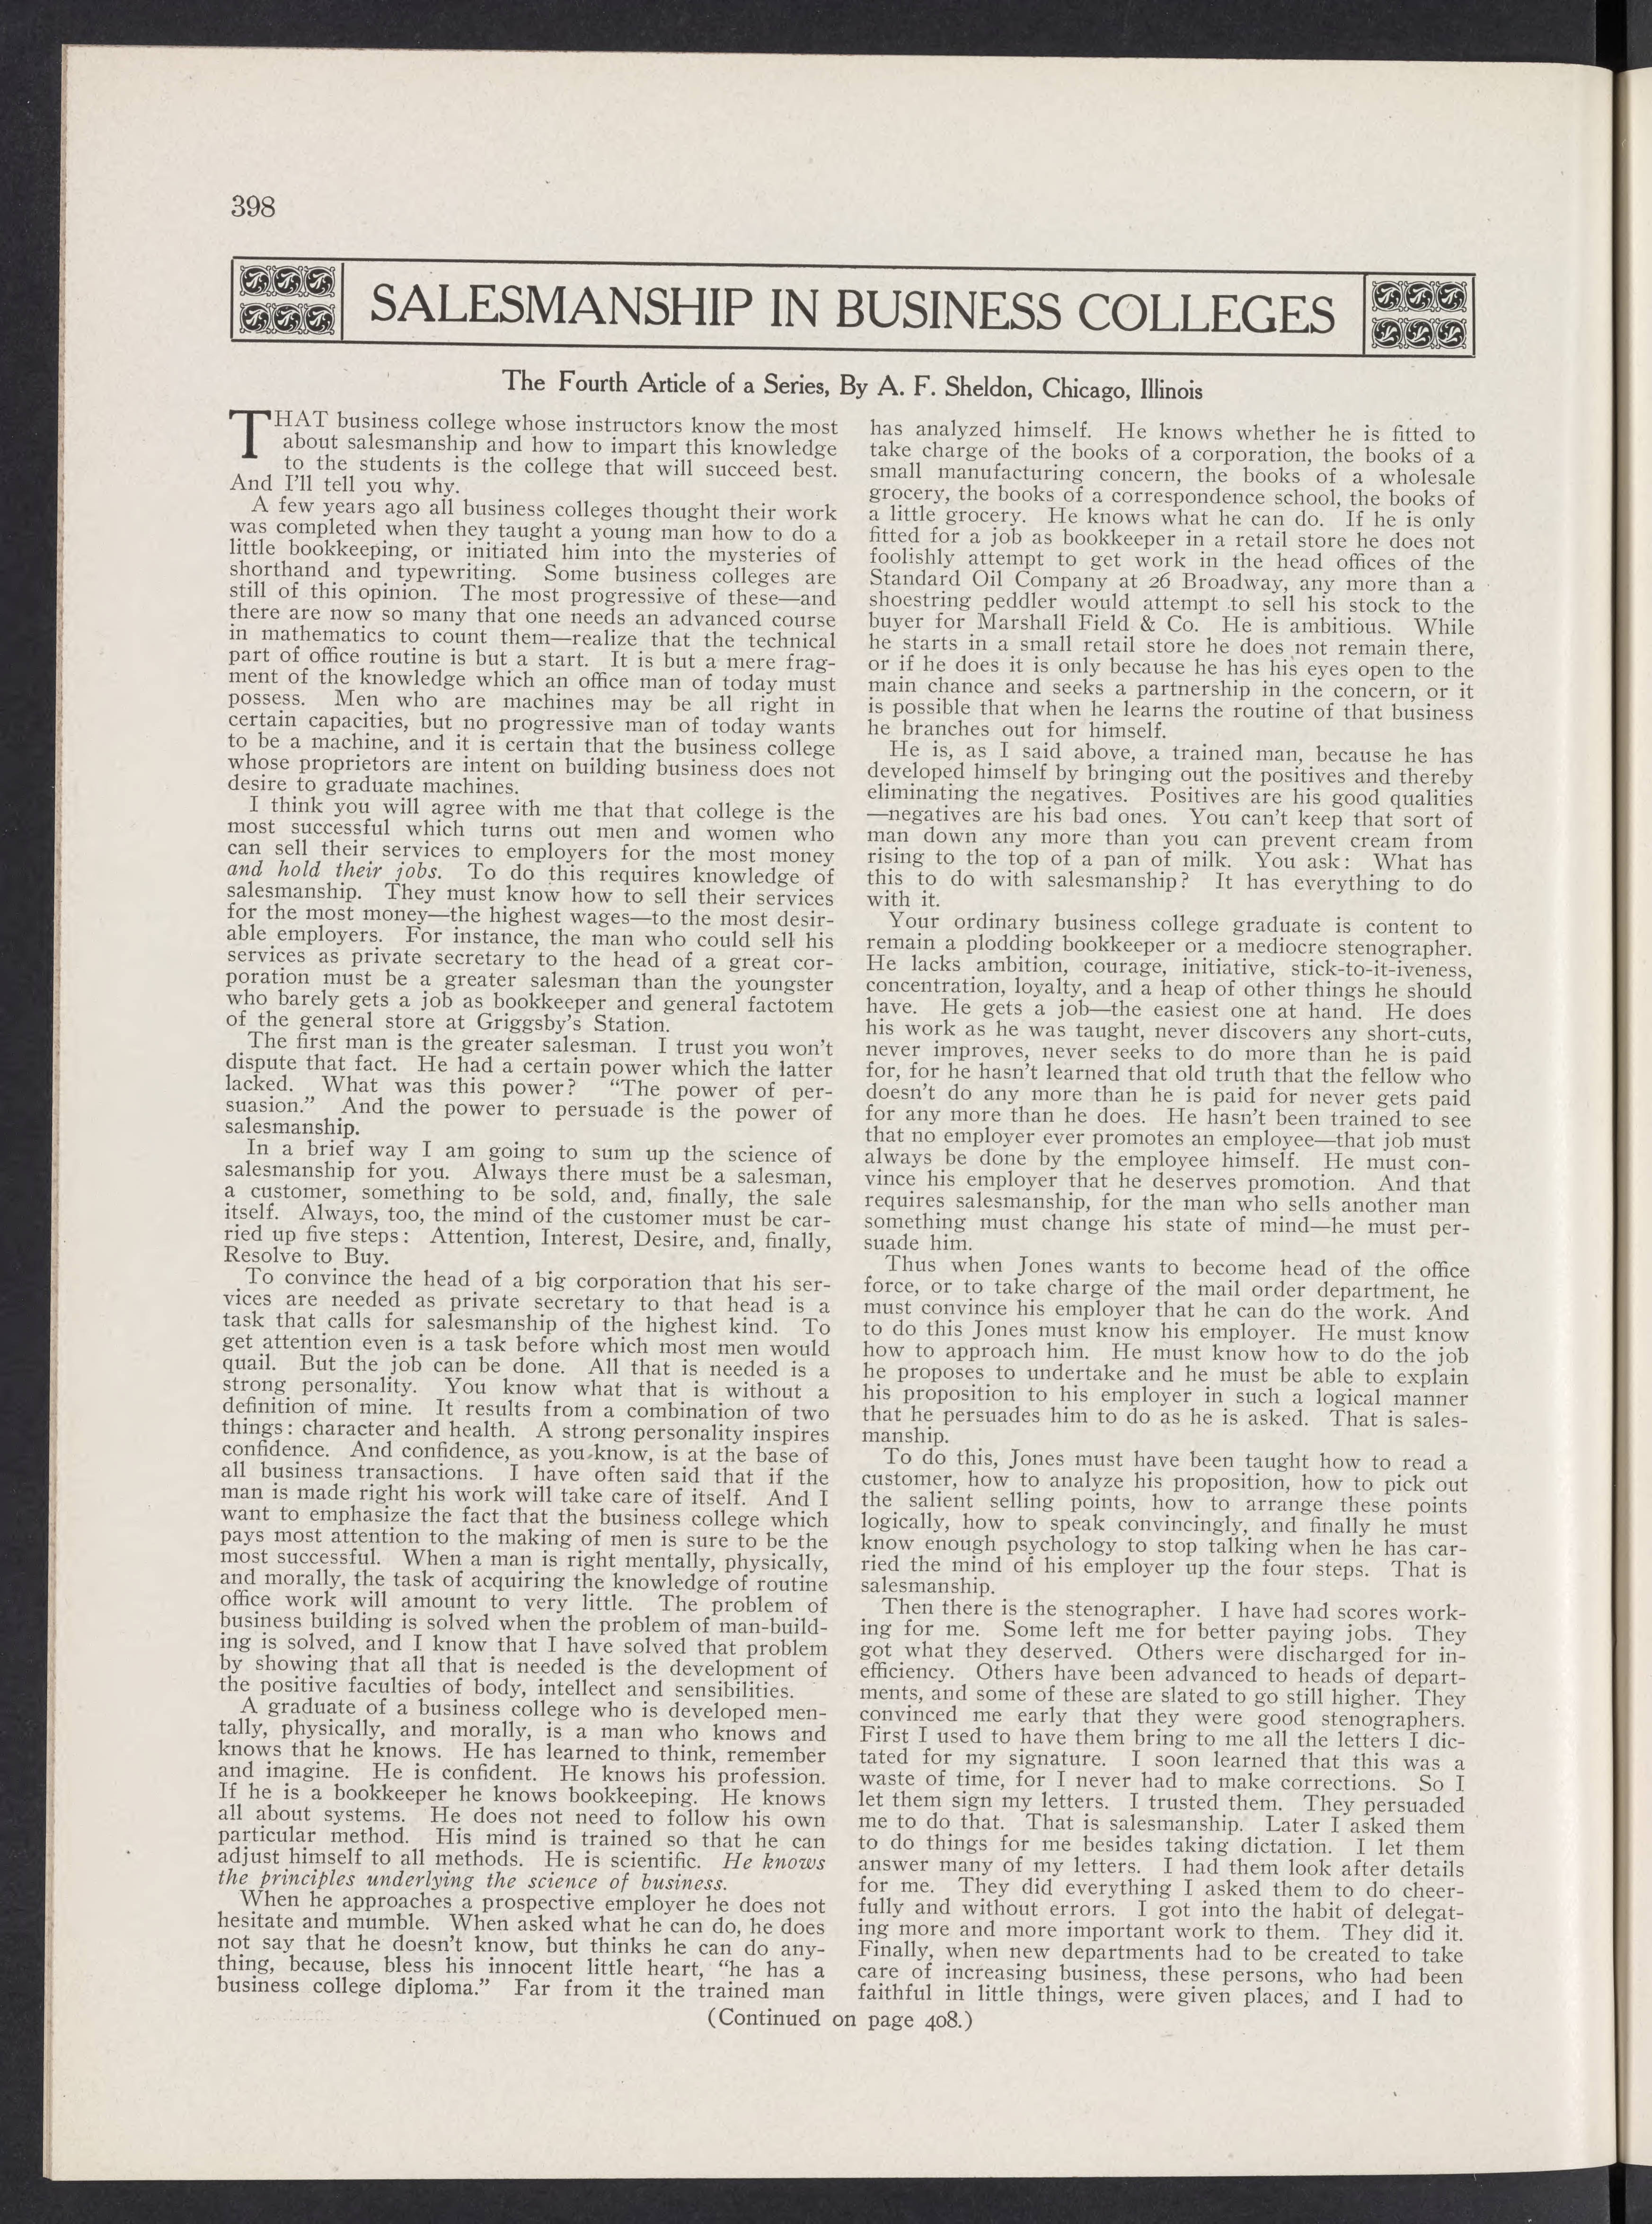 398
SALESMANSHIP IN BUSINESS COLLEGES
The Fourth Article of a Series, By A. F. Sheldon, Chicago, Illinois
THAT business college whose instructors know the most
about salesmanship and how to impart this knowledge
to the students is the college that will succeed best.
And I'll tell you why.
A few years ago all business colleges thought their work
was completed when they taught a young man how to do a
little bookkeeping, or initiated him into the mysteries of
shorthand and typewriting. Some business colleges are
still of this opinion. The most progressive of these—and
there are now so many that one needs an advanced course
in mathematics to count them—realize that the technical
part of office routine is but a start. It is but a mere frag-
ment of the knowledge which an office man of today must
possess. Men who are machines may be all right in
certain capacities, but no progressive man of today wants
to be a machine, and it is certain that the business college
whose proprietors are intent on building business does not
desire to graduate machines.
I think you will agree with me that that college is the
most successful which turns out men and women who
can sell their services to employers for the most money
and hold their jobs. To do this requires knowledge of
salesmanship. They must know how to sell their services
for the most money—the highest wages—to the most desir-
able employers. For instance, the man who could sell his
services as private secretary to the head of a great cor-
poration must be a greater salesman than the youngster
who barely gets a job as bookkeeper and general factotem
of the general store at Griggsby's Station.
The first man is the greater salesman. I trust you won't
dispute that fact. He had a certain power which the latter
lacked. What was this power? "The power of per-
suasion." And the power to persuade is the power of
salesmanship.
In a brief way I am going to sum up the science of
salesmanship for you. Always there must be a salesman,
a customer, something to be sold, and, finally, the sale
itself. Always, too, the mind of the customer must be car-
ried up five steps: Attention, Interest, Desire, and, finally,
Resolve to Buy.
To convince the head of a big corporation that his ser-
vices are needed as private secretary to that head is a
task that calls for salesmanship of the highest kind. To
get attention even is a task before which most men would
quail. But the job can be done. All that is needed is a
strong personality. You know what that is without a
definition of mine. It results from a combination of two
things: character and health. A strong personality inspires
confidence. And confidence, as you know, is at the base of
all business transactions. I have often said that if the
man is made right his work will take care of itself. And I
want to emphasize the fact that the business college which
pays most attention to the making of men is sure to be the
most successful. When a man is right mentally, physically,
and morally, the task of acquiring the knowledge of routine
office work will amount to very little. The problem of
business building is solved when the problem of man-build-
ing is solved, and I know that I have solved that problem
by showing that all that is needed is the development of
the positive faculties of body, intellect and sensibilities.
A graduate of a business college who is developed men-
tally, physically, and morally, is a man who knows and
knows that he knows. He has learned to think, remember
and imagine. He is confident. He knows his profession.
If he is a bookkeeper he knows bookkeeping. He knows
all about systems. He does not need to follow his own
particular method. His mind is trained so that he can
adjust himself to all methods. He is scientific. He knows
the principles underlying the science of business.
When he approaches a prospective employer he does not
hesitate and mumble. When asked what he can do, he does
not say that he doesn't know, but thinks he can do any-
thing, because, bless his innocent little heart, "he has a
business college diploma." Far from it the trained man
has analyzed himself. He knows whether he is fitted to
take charge of the books of a corporation, the books of a
small manufacturing concern, the books of a wholesale
grocery, the books of a correspondence school, the books of
a little grocery. He knows what he can do. If he is only
fitted for a job as bookkeeper in a retail store he does not
foolishly attempt to get work in the head offices of the
Standard Oil Company at 26 Broadway, any more than a
shoestring peddler would attempt to sell his stock to the
buyer for Marshall Field & Co. He is ambitious. While
he starts in a small retail store he does not remain there,
or if he does it is only because he has his eyes open to the
main chance and seeks a partnership in the concern, or it
is possible that when he learns the routine of that business
he branches out for himself.
He is, as I said above, a trained man, because he has
developed himself by bringing out the positives and thereby
eliminating the negatives. Positives are his good qualities
—negatives are his bad ones. You can't keep that sort of
man down any more than you can prevent cream from
rising to the top of a pan of milk. You ask: What has
this to do with salesmanship? It has everything to do
with it.
Your ordinary business college graduate is content to
remain a plodding bookkeeper or a mediocre stenographer.
He lacks ambition, courage, initiative, stick-to-it-iveness,
concentration, loyalty, and a heap of other things he should
have. He gets a job—the easiest one at hand. He does
his work as he was taught, never discovers any short-cuts,
never improves, never seeks to do more than he is paid
for, for he hasn't learned that old truth that the fellow who
doesn't do any more than he is paid for never gets paid
for any more than he does. He hasn't been trained to see
that no employer ever promotes an employee—that job must
always be done by the employee himself. He must con-
vince his employer that he deserves promotion. And that
requires salesmanship, for the man who sells another man
something must change his state of mind—he must per-
suade him.
Thus when Jones wants to become head of the office
force, or to take charge of the mail order department, he
must convince his employer that he can do the work. And
to do this Jones must know his employer. He must know
how to approach him. He must know how to do the job
he proposes to undertake and he must be able to explain
his proposition to his employer in such a logical manner
that he persuades him to do as he is asked. That is sales-
manship.
To do this, Jones must have been taught how to read a
customer, how to analyze his proposition, how to pick out
the salient selling points, how to arrange these points
logically, how to speak convincingly, and finally he must
know enough psychology to stop talking when he has car-
ried the mind of his employer up the four steps. That is
salesmanship.
Then there is the stenographer. I have had scores work-
ing for me. Some left me for better paying jobs. They
got what they deserved. Others were discharged for in-
efficiency. Others have been advanced to heads of depart-
ments, and some of these are slated to go still higher. They
convinced me early that they were good stenographers.
First I used to have them bring to me all the letters I dic-
tated for my signature. I soon learned that this was a
waste of time, for I never had to make corrections. So I
let them sign my letters. I trusted them. They persuaded
me to do that. That is salesmanship. Later I asked them
to do things for me besides taking dictation. I let them
answer many of my letters. I had them look after details
for me. They did everything I asked them to do cheer-
fully and without errors. I got into the habit of delegat-
ing more and more important work to them. They did it.
Finally, when new departments had to be created to take
care of increasing business, these persons, who had been
faithful in little things, were given places, and I had to
(Continued on page 408.)